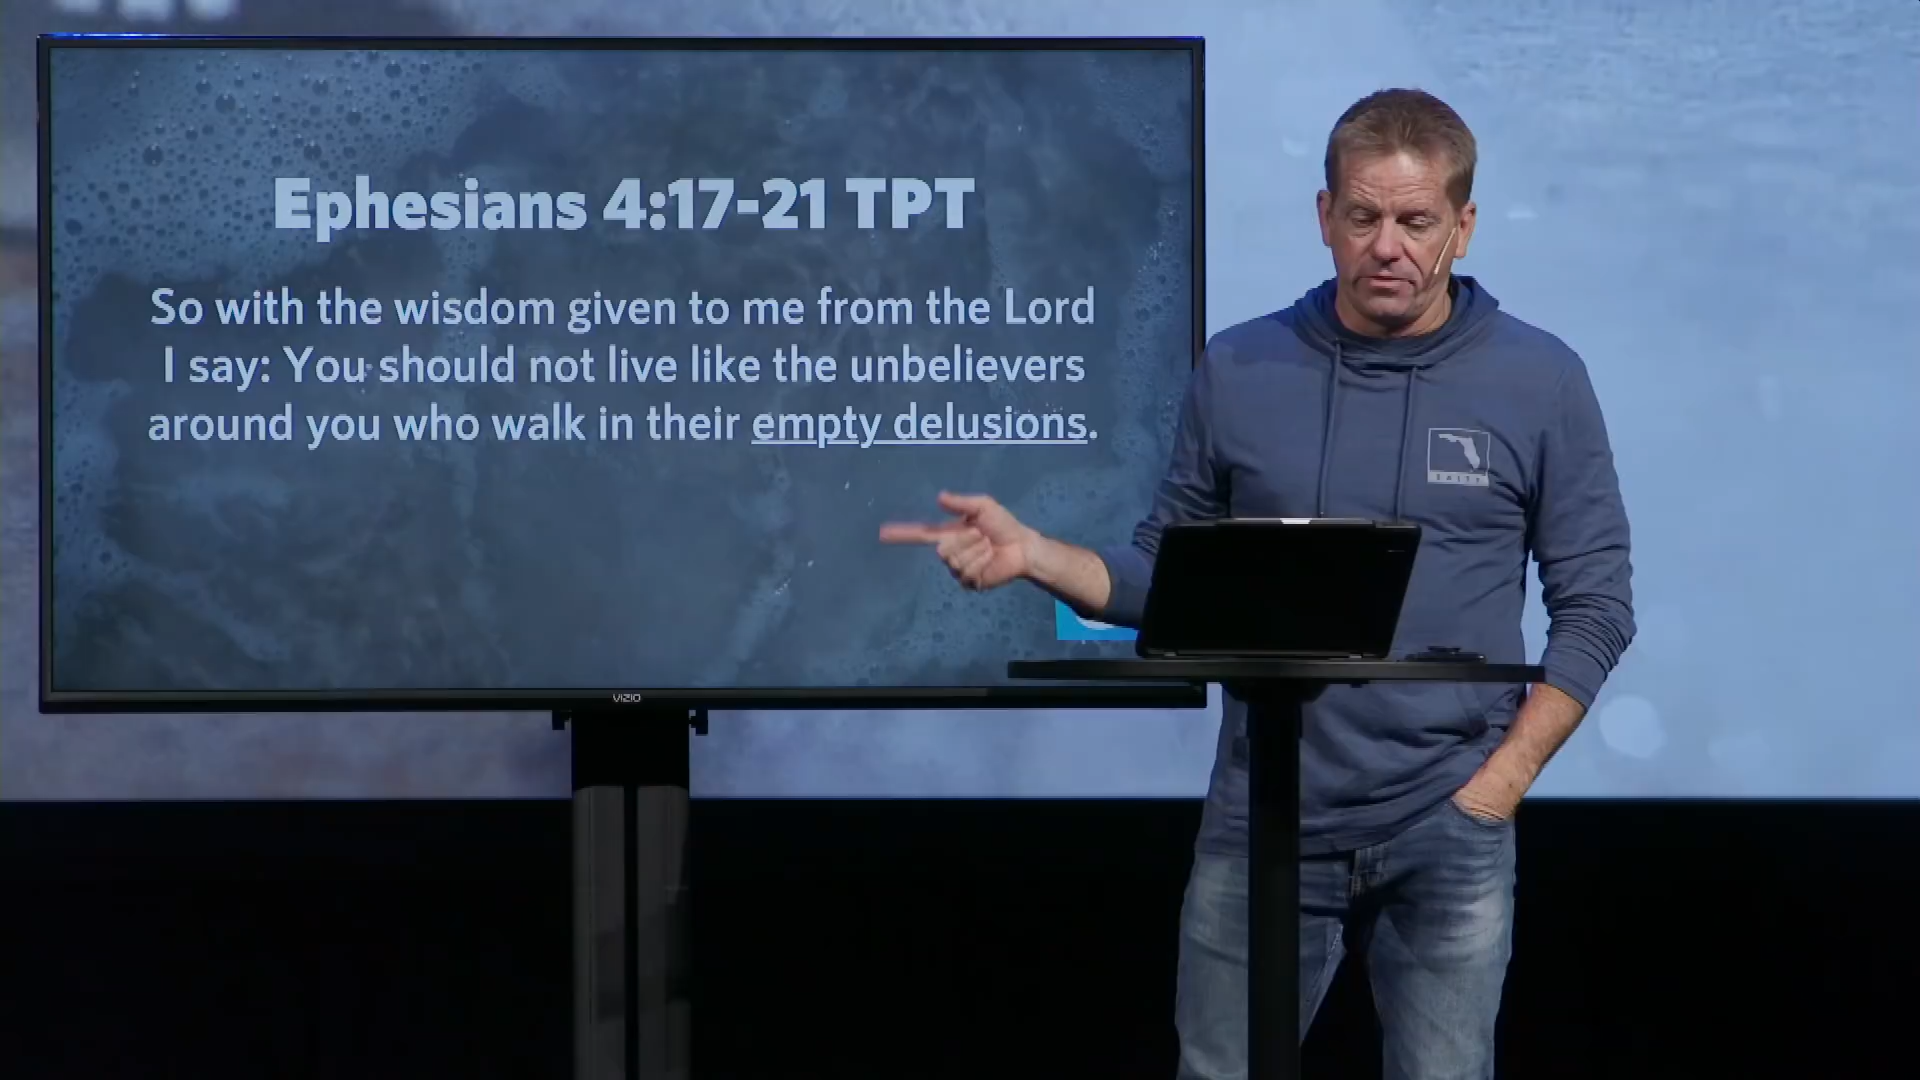 Ephesians 4:17-21 TPT
So with the wisdom given to me from the Lord
I say: You should not live like the unbelievers
around you who walk in their empty delusions.
VIZIO
SALTY